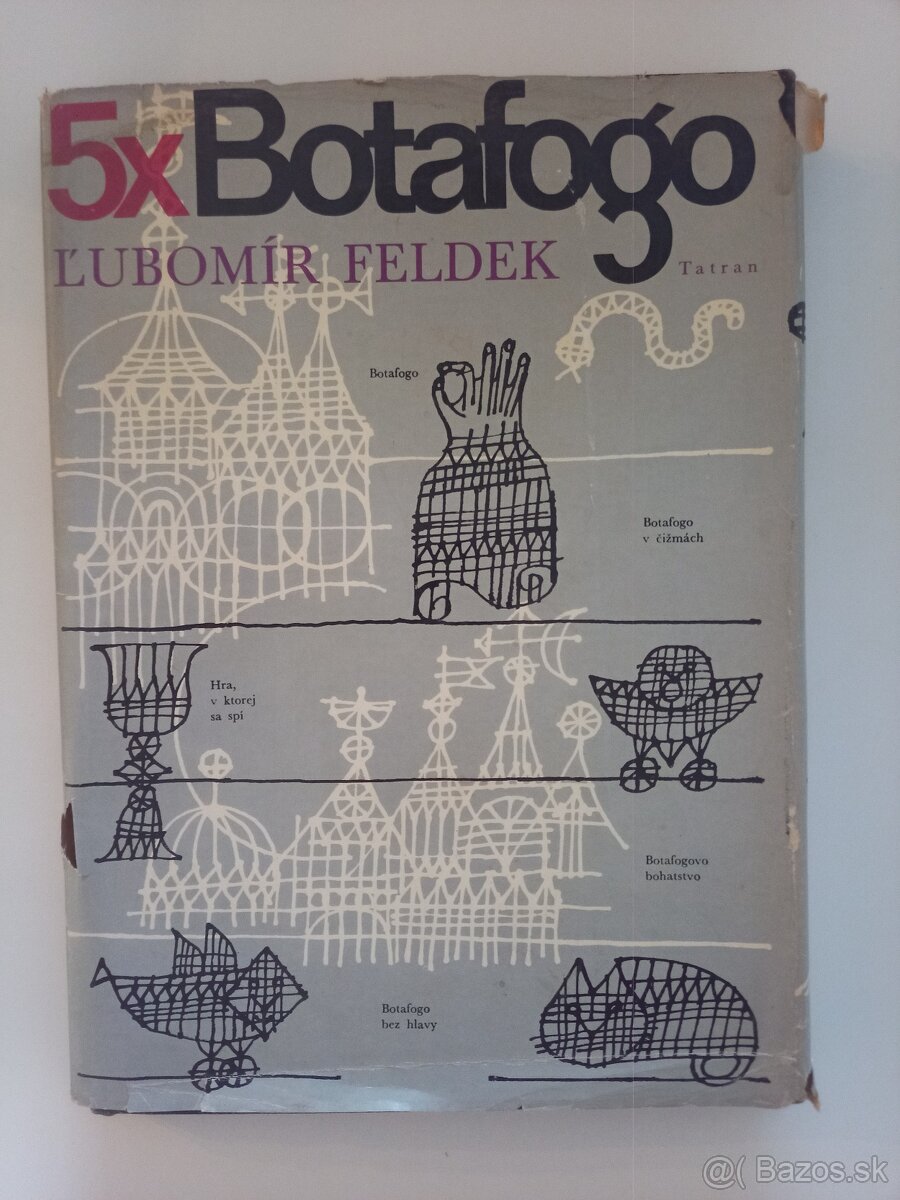 5x Botafogo
ĽUBOMÍR FELDEK
Tatran
Botafogo
Botafogo
v čižmách
Hra,
v ktorej
sa spí
Botafogovo
bohatstvo
Botafogo
bez hlavy
@( Bazos.sk